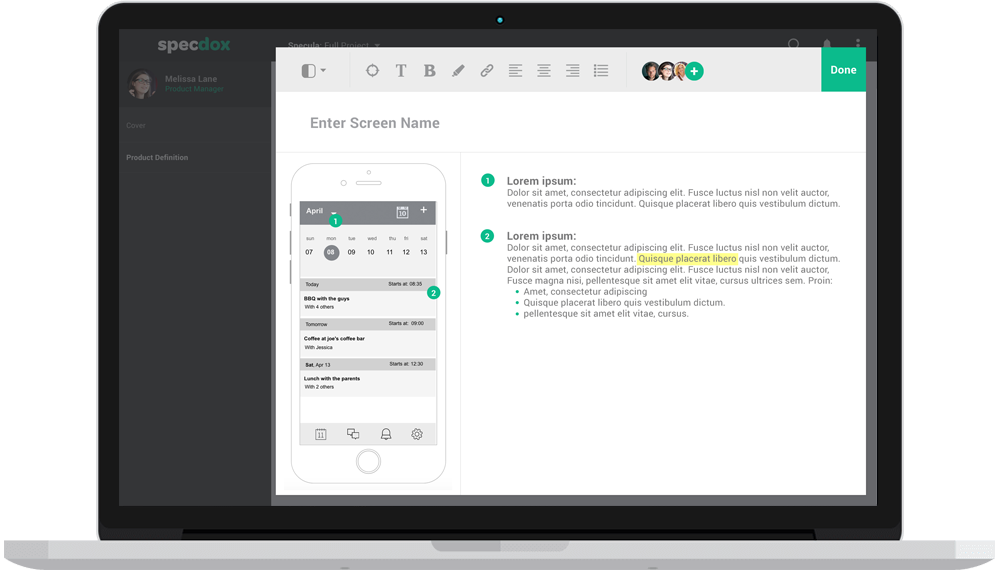 specdox
Specula: Full Project
Melissa Lane
Product Manager
Cover
Product Definition
T B
+
Done
Enter Screen Name
April
10
+
1
sun mon tue wed thu fri sat
07 08 09 10 11 12 13
Today Starts at: 08:35
BBQ with the guys
With 4 others
2
Tomorrow Starts at: 09:00
Coffee at joe's coffee bar
With Jessica
Sat, Apr 13 Starts at: 12:30
Lunch with the parents
With 2 others
11
1 Lorem ipsum:
Dolor sit amet, consectetur adipiscing elit. Fusce luctus nisl non velit auctor,
venenatis porta odio tincidunt. Quisque placerat libero quis vestibulum dictum.
2 Lorem ipsum:
Dolor sit amet, consectetur adipiscing elit. Fusce luctus nisl non velit auctor,
venenatis porta odio tincidunt. Quisque placerat libero quis vestibulum dictum.
Dolor sit amet, consectetur adipiscing elit. Fusce luctus nisl non velit auctor,
Fusce magna nisi, pellentesque sit amet elit vitae, cursus ultrices sem. Proin:
• Amet, consectetur adipiscing
• Quisque placerat libero quis vestibulum dictum.
• pellentesque sit amet elit vitae, cursus.